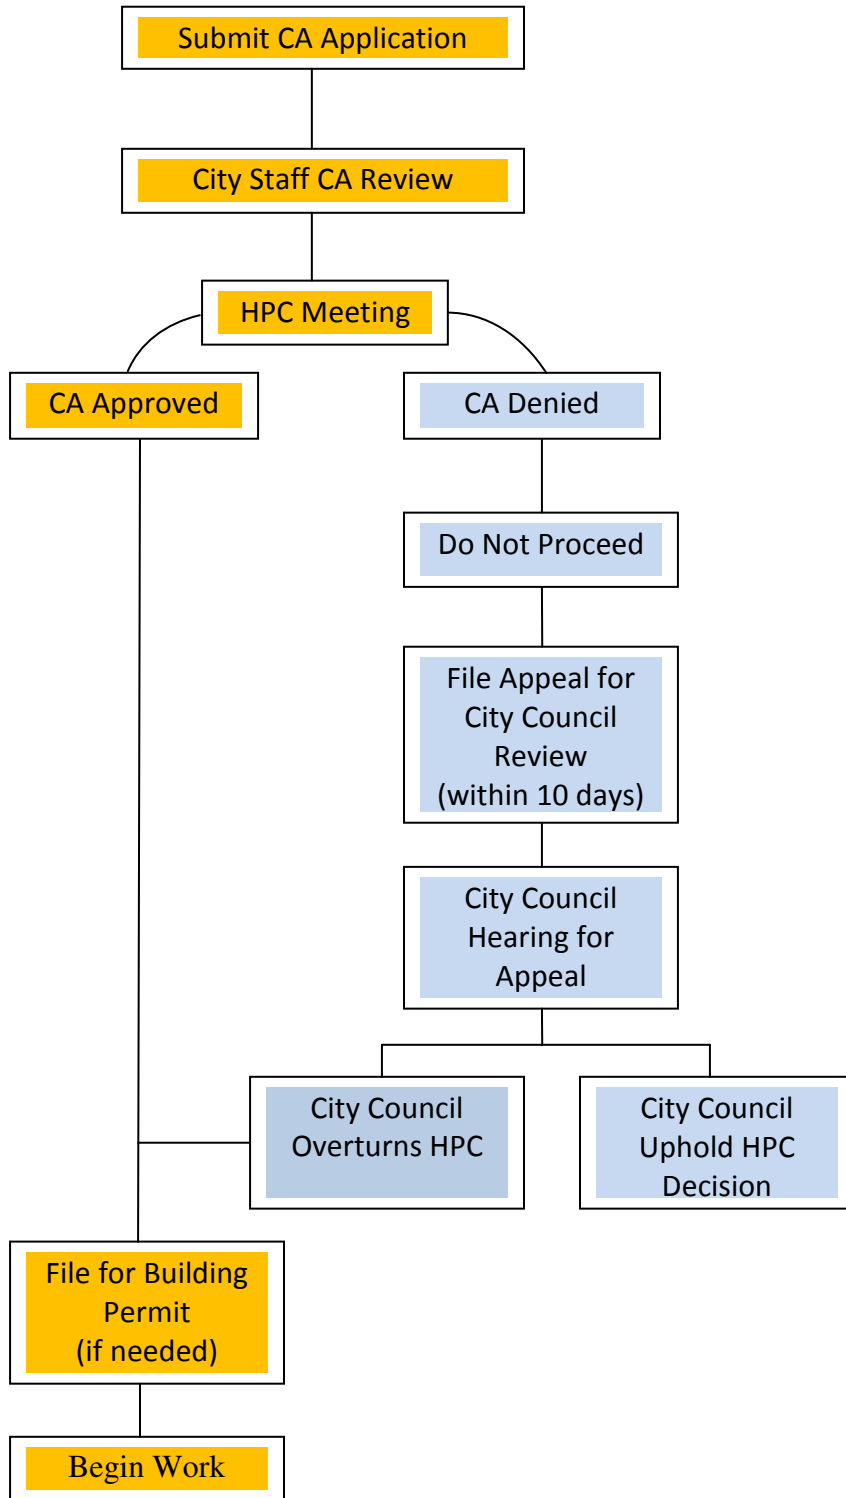 Submit CA Application
City Staff CA Review
HPC Meeting
CA Approved
CA Denied
Do Not Proceed
File Appeal for
City Council
Review
(within 10 days)
City Council
Hearing for
Appeal
City Council
Overturns HPC
City Council
Uphold HPC
Decision
File for Building
Permit
(if needed)
Begin Work